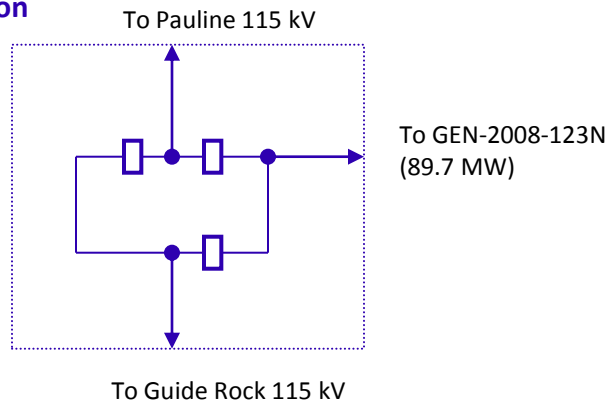 on
To Pauline 115 kV
To GEN-2008-123N
(89.7 MW)
To Guide Rock 115 kV